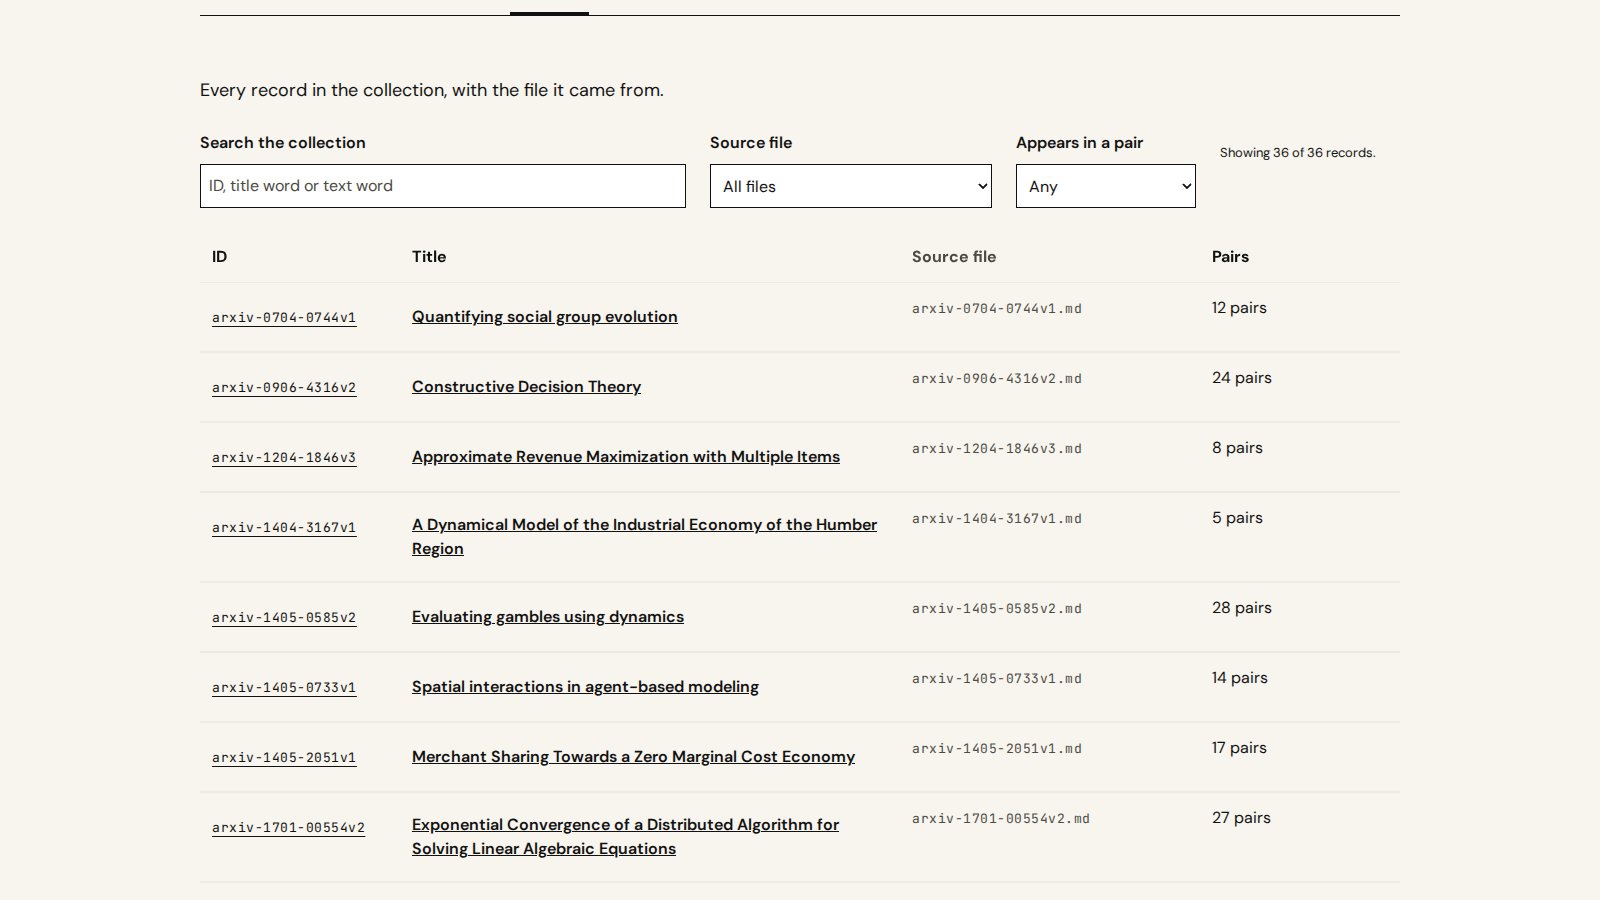 Every record in the collection, with the file it came from.
Search the collection
Source file
Appears in a pair
Showing 36 of 36 records.
ID, title word or text word
All files
Any
ID Title Source file Pairs
arxiv-0704-0744v1 Quantifying social group evolution arxiv-0704-0744v1.md 12 pairs
arxiv-0906-4316v2 Constructive Decision Theory arxiv-0906-4316v2.md 24 pairs
arxiv-1204-1846v3 Approximate Revenue Maximization with Multiple Items arxiv-1204-1846v3.md 8 pairs
arxiv-1404-3167v1 A Dynamical Model of the Industrial Economy of the Humber arxiv-1404-3167v1.md 5 pairs
Region
arxiv-1405-0585v2 Evaluating gambles using dynamics arxiv-1405-0585v2.md 28 pairs
arxiv-1405-0733v1 Spatial interactions in agent-based modeling arxiv-1405-0733v1.md 14 pairs
arxiv-1405-2051v1 Merchant Sharing Towards a Zero Marginal Cost Economy arxiv-1405-2051v1.md 17 pairs
arxiv-1701-00554v2 Exponential Convergence of a Distributed Algorithm for arxiv-1701-00554v2.md 27 pairs
Solving Linear Algebraic Equations